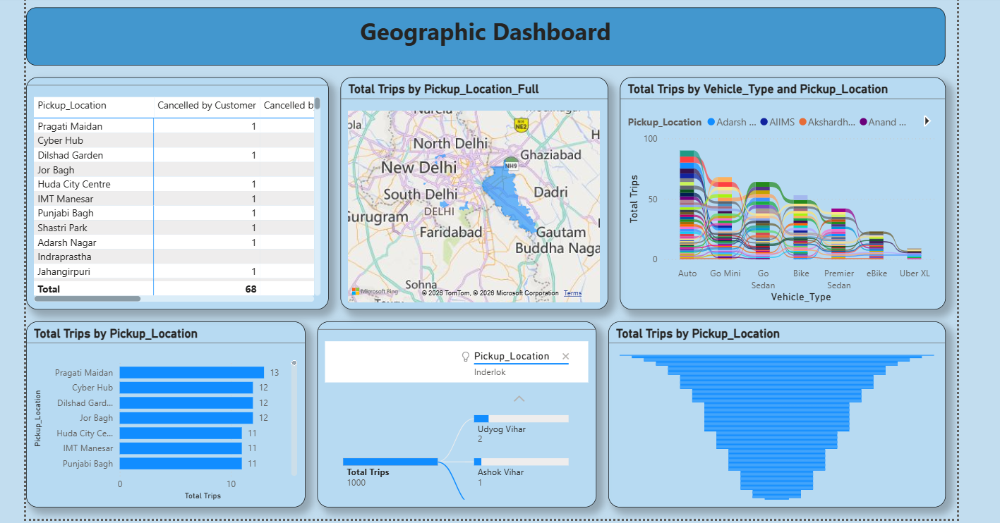 Geographic Dashboard
Pickup_Location Cancelled by Customer Cancelled b
Pragati Maidan 1
Cyber Hub
Dilshad Garden 1
Jor Bagh
Huda City Centre 1
IMT Manesar 1
Punjabi Bagh 1
Shastri Park 1
Adarsh Nagar 1
Indraprastha
Jahangirpuri 1
Total 68
Total Trips by Pickup_Location_Full
NH
NE2
North Delhi
Ghaziabad
New Delhi
NH9
South Delhi
Dadri
DELHI
Gurugram
Faridabad
Gautam
Buddha Naga
Sohna
Microsoft Bing
© 2026 TomTom, © 2026 Microsoft Corporation Terms
Total Trips by Vehicle_Type and Pickup_Location
Pickup_Location Adarsh ... AIIMS Akshardh... Anand ...
Total Trips
100
50
0
Auto Go Mini Go Sedan Bike Premier Sedan eBike Uber XL
Vehicle_Type
Total Trips by Pickup_Location
Pickup_Location
Pragati Maidan 13
Cyber Hub 12
Dilshad Gard... 12
Jor Bagh 12
Huda City Ce... 11
IMT Manesar 11
Punjabi Bagh 11
0 10
Total Trips
Pickup_Location
Inderlok
Udyog Vihar
2
Total Trips
1000
Ashok Vihar
1
Total Trips by Pickup_Location